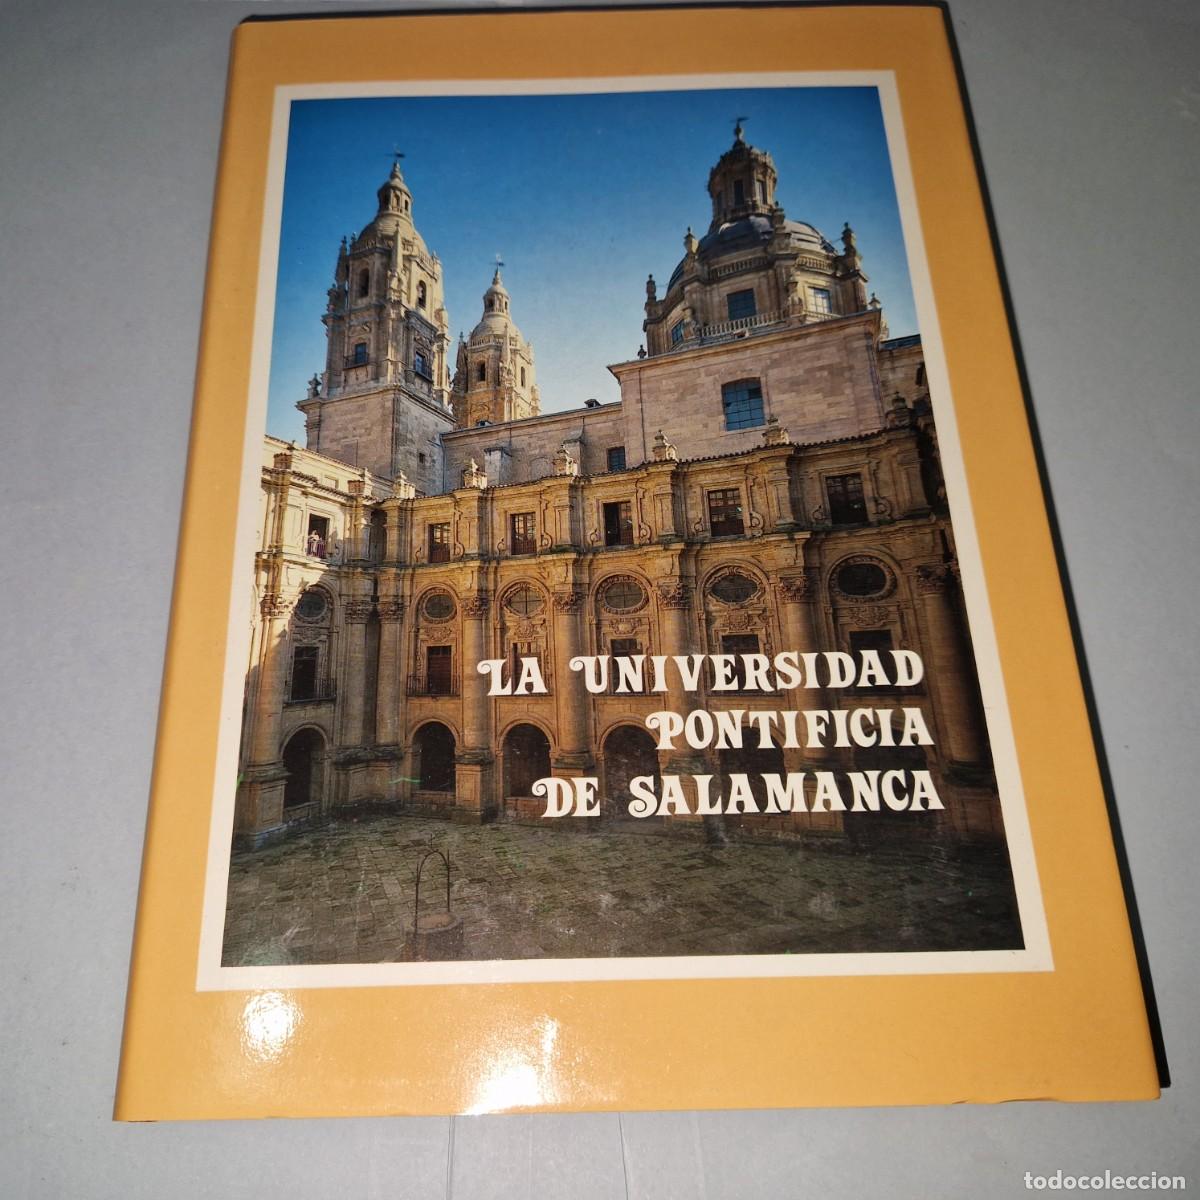 LA UNIVERSIDAD
PONTIFICIA
DE SALAMANCA
todocoleccion